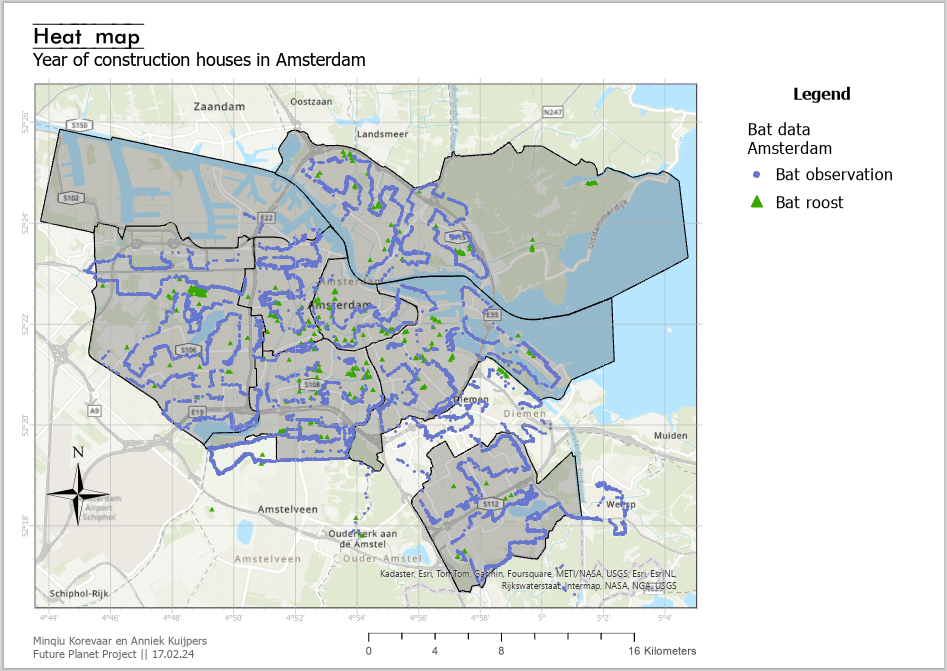 Heat map
Year of construction houses in Amsterdam
Legend
Bat data
Amsterdam
Bat observation
Bat roost
Zaandam
Oostzaan
Landsmeer
N247
S150
S102
E22
Uitdammerdijk
Amsterdam
Amsterdam
E35
S106
S108
E19
A9
Diemen
Diemen
Muiden
N
Schiphol
Airport
Amstelveen
Amstelveen
Ouderkerk aan
de Amstel
Ouder-Amstel
S112
Weesp
Schiphol-Rijk
Kadaster, Esri, TomTom, Garmin, Foursquare, METI/NASA, USGS, Esri, EsriNL,
Rijkswaterstaat, Intermap, NASA, NGA, USGS
52°26'
52°24'
52°22'
52°20'
52°18'
4°44'
4°46'
4°48'
4°50'
4°52'
4°54'
4°56'
4°58'
5°
5°2'
5°4'
Minqiu Korevaar en Anniek Kuijpers
Future Planet Project || 17.02.24
0 4 8 16 Kilometers